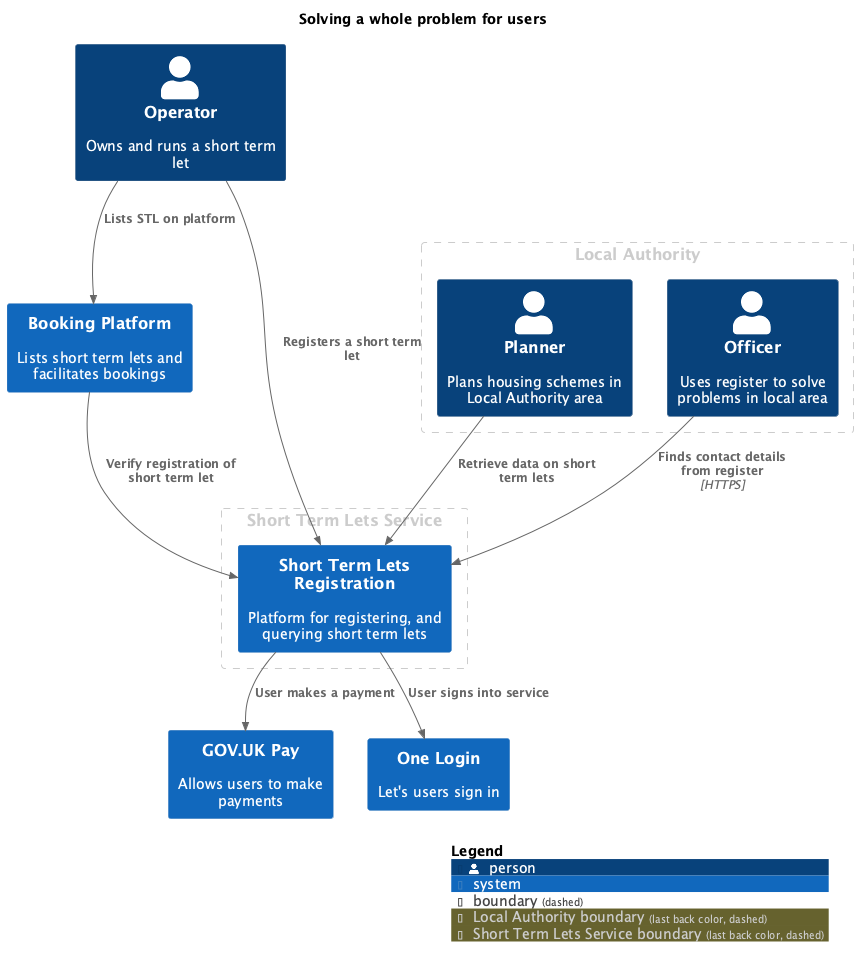 Solving a whole problem for users
Operator
Owns and runs a short term
let
Lists STL on platform
Local Authority
Booking Platform
Lists short term lets and
facilitates bookings
Registers a short term
let
Planner
Plans housing schemes in
Local Authority area
Officer
Uses register to solve
problems in local area
Verify registration of
short term let
Retrieve data on short
term lets
Finds contact details
from register
[HTTPS]
Short Term Lets Service
Short Term Lets
Registration
Platform for registering, and
querying short term lets
User makes a payment
User signs into service
GOV.UK Pay
Allows users to make
payments
One Login
Let's users sign in
Legend
person
system
boundary (dashed)
Local Authority boundary (last back color, dashed)
Short Term Lets Service boundary (last back color, dashed)